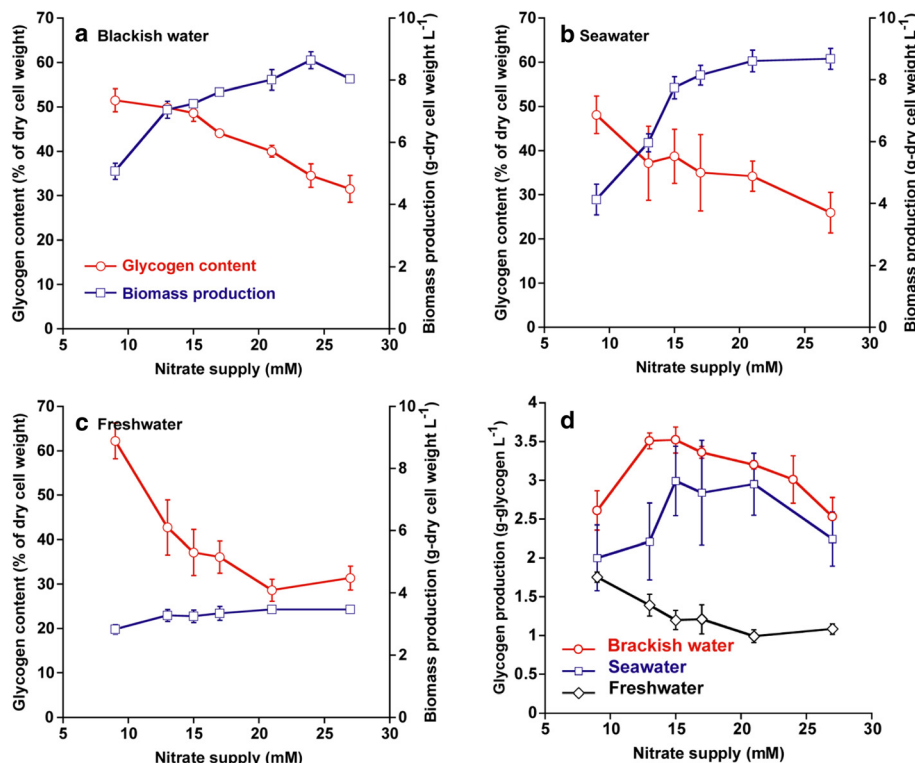 a Blackish water
Glycogen content (% of dry cell weight)
70
60
50
40
30
20
10
0
Glycogen content
Biomass production
10
8
6
4
2
0
Biomass production (g-dry cell weight L-1)
5 10 15 20 25 30
Nitrate supply (mM)
b Seawater
Glycogen content (% of dry cell weight)
70
60
50
40
30
20
10
0
10
8
6
4
2
0
Biomass production (g-dry cell weight L-1)
5 10 15 20 25 30
Nitrate supply (mM)
c Freshwater
Glycogen content (% of dry cell weight)
70
60
50
40
30
20
10
0
10
8
6
4
2
0
Biomass production (g-dry cell weight L-1)
5 10 15 20 25 30
Nitrate supply (mM)
d
Glycogen production (g-glycogen L-1)
4
3.5
3
2.5
2
1.5
1
0.5
0
Brackish water
Seawater
Freshwater
5 10 15 20 25 30
Nitrate supply (mM)